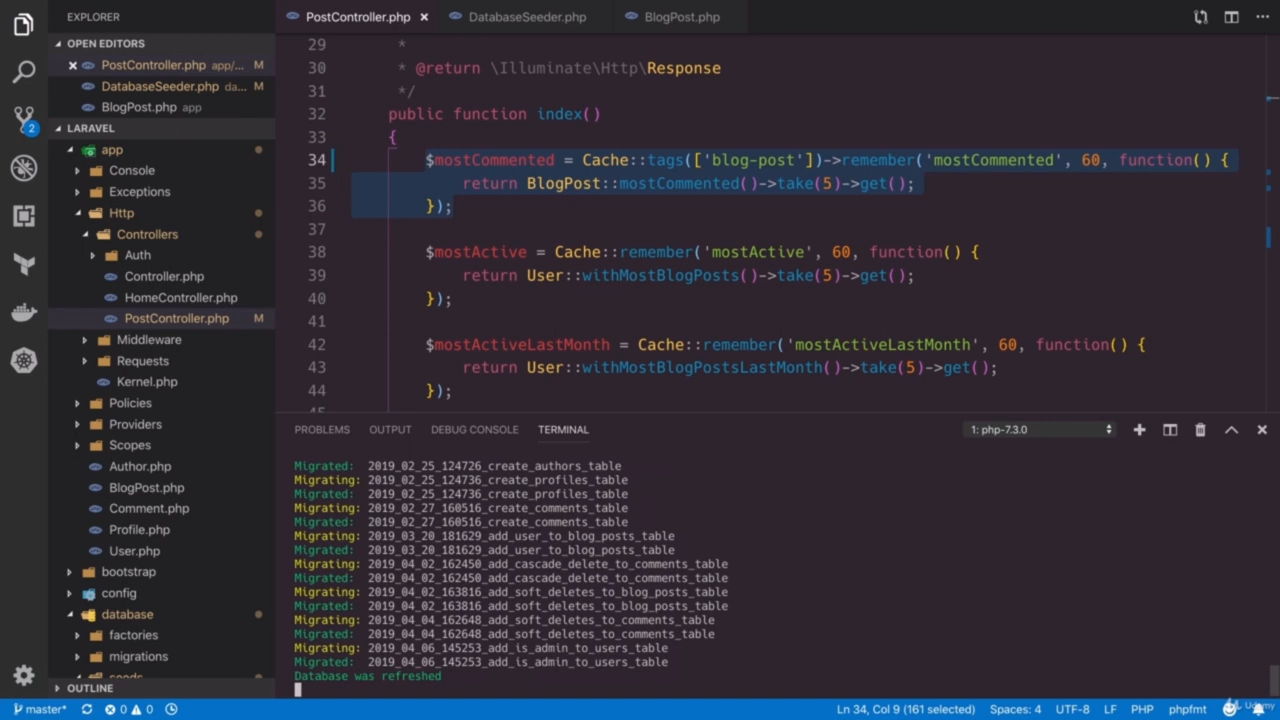 EXPLORER
OPEN EDITORS
PostController.php app/... M
DatabaseSeeder.php da... M
BlogPost.php app
LARAVEL
app
Console
Exceptions
Http
Controllers
Auth
Controller.php
HomeController.php
PostController.php M
Middleware
Requests
Kernel.php
Policies
Providers
Scopes
Author.php
BlogPost.php
Comment.php
Profile.php
User.php
bootstrap
config
database
factories
migrations
seeds
OUTLINE
2
PostController.php
DatabaseSeeder.php
BlogPost.php
29 *
30 * @return \Illuminate\Http\Response
31 */
32 public function index()
33 {
34 $mostCommented = Cache::tags(['blog-post'])->remember('mostCommented', 60, function() {
35 return BlogPost::mostCommented()->take(5)->get();
36 });
37
38 $mostActive = Cache::remember('mostActive', 60, function() {
39 return User::withMostBlogPosts()->take(5)->get();
40 });
41
42 $mostActiveLastMonth = Cache::remember('mostActiveLastMonth', 60, function() {
43 return User::withMostBlogPostsLastMonth()->take(5)->get();
44 });
45
PROBLEMS OUTPUT DEBUG CONSOLE TERMINAL 1: php-7.3.0
Migrated: 2019_02_25_124726_create_authors_table
Migrating: 2019_02_25_124736_create_profiles_table
Migrated: 2019_02_25_124736_create_profiles_table
Migrating: 2019_02_27_160516_create_comments_table
Migrated: 2019_02_27_160516_create_comments_table
Migrating: 2019_03_20_181629_add_user_to_blog_posts_table
Migrated: 2019_03_20_181629_add_user_to_blog_posts_table
Migrating: 2019_04_02_162450_add_cascade_delete_to_comments_table
Migrated: 2019_04_02_162450_add_cascade_delete_to_comments_table
Migrating: 2019_04_02_163816_add_soft_deletes_to_blog_posts_table
Migrated: 2019_04_02_163816_add_soft_deletes_to_blog_posts_table
Migrating: 2019_04_04_162648_add_soft_deletes_to_comments_table
Migrated: 2019_04_04_162648_add_soft_deletes_to_comments_table
Migrating: 2019_04_06_145253_add_is_admin_to_users_table
Migrated: 2019_04_06_145253_add_is_admin_to_users_table
Database was refreshed
master* 0 0 Ln 34, Col 9 (161 selected) Spaces: 4 UTF-8 LF PHP phpfmt
Udemy